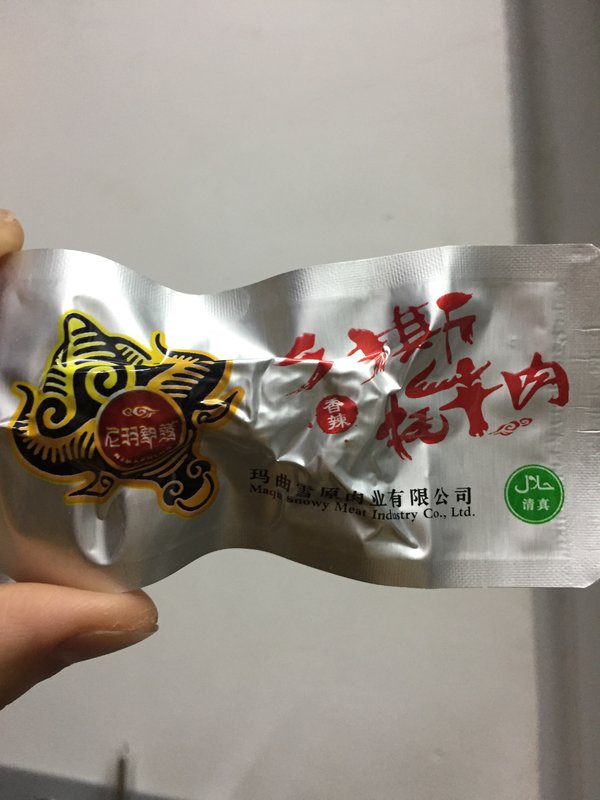 斯
牦牛肉
香辣
玛曲雪原肉业有限公司
Maqu Snowy Meat Industry Co., Ltd.
حلال
清真